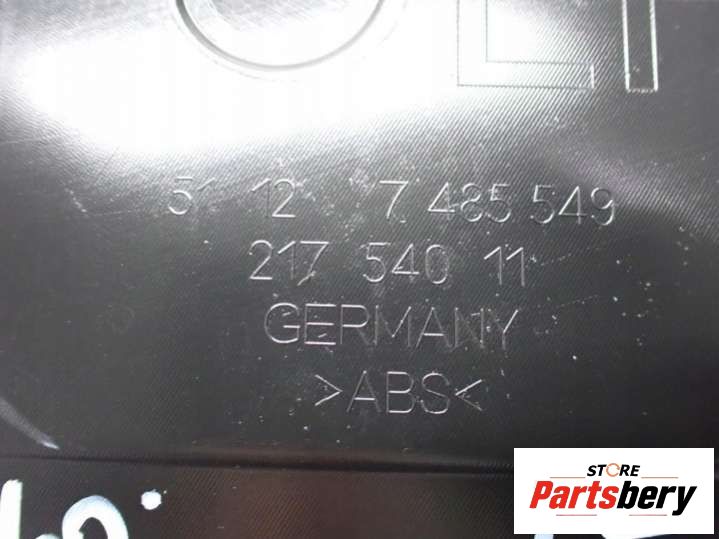 51 12 7 485 549
217 540 11
GERMANY
>ABS<
STORE
Partsbery